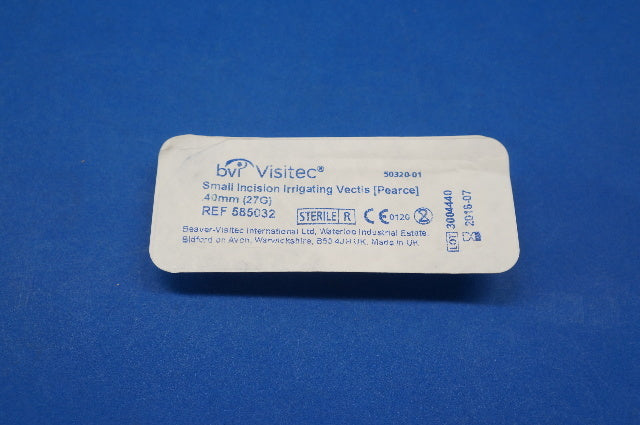 bvi Visitec®
50320-01
Small Incision Irrigating Vectis [Pearce]
.40mm (27G)
REF 585032 STERILE R CE 0120
Beaver-Visitec International Ltd, Waterloo Industrial Estate,
Bidford on Avon, Warwickshire, B50 4JH UK. Made in UK
LOT 3004440
2016-07